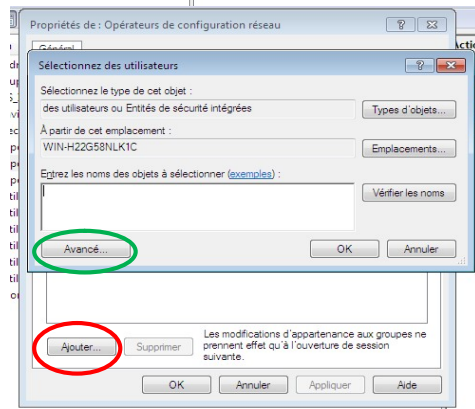 Propriétés de : Opérateurs de configuration réseau
Général
Sélectionnez des utilisateurs
Sélectionnez le type de cet objet :
des utilisateurs ou Entités de sécurité intégrées
Types d'objets...
À partir de cet emplacement :
WIN-H22G58NLK1C
Emplacements...
Entrez les noms des objets à sélectionner (exemples) :
Vérifier les noms
Avancé...
OK
Annuler
Ajouter...
Supprimer
Les modifications d'appartenance aux groupes ne
prennent effet qu'à l'ouverture de session
suivante.
OK
Annuler
Appliquer
Aide